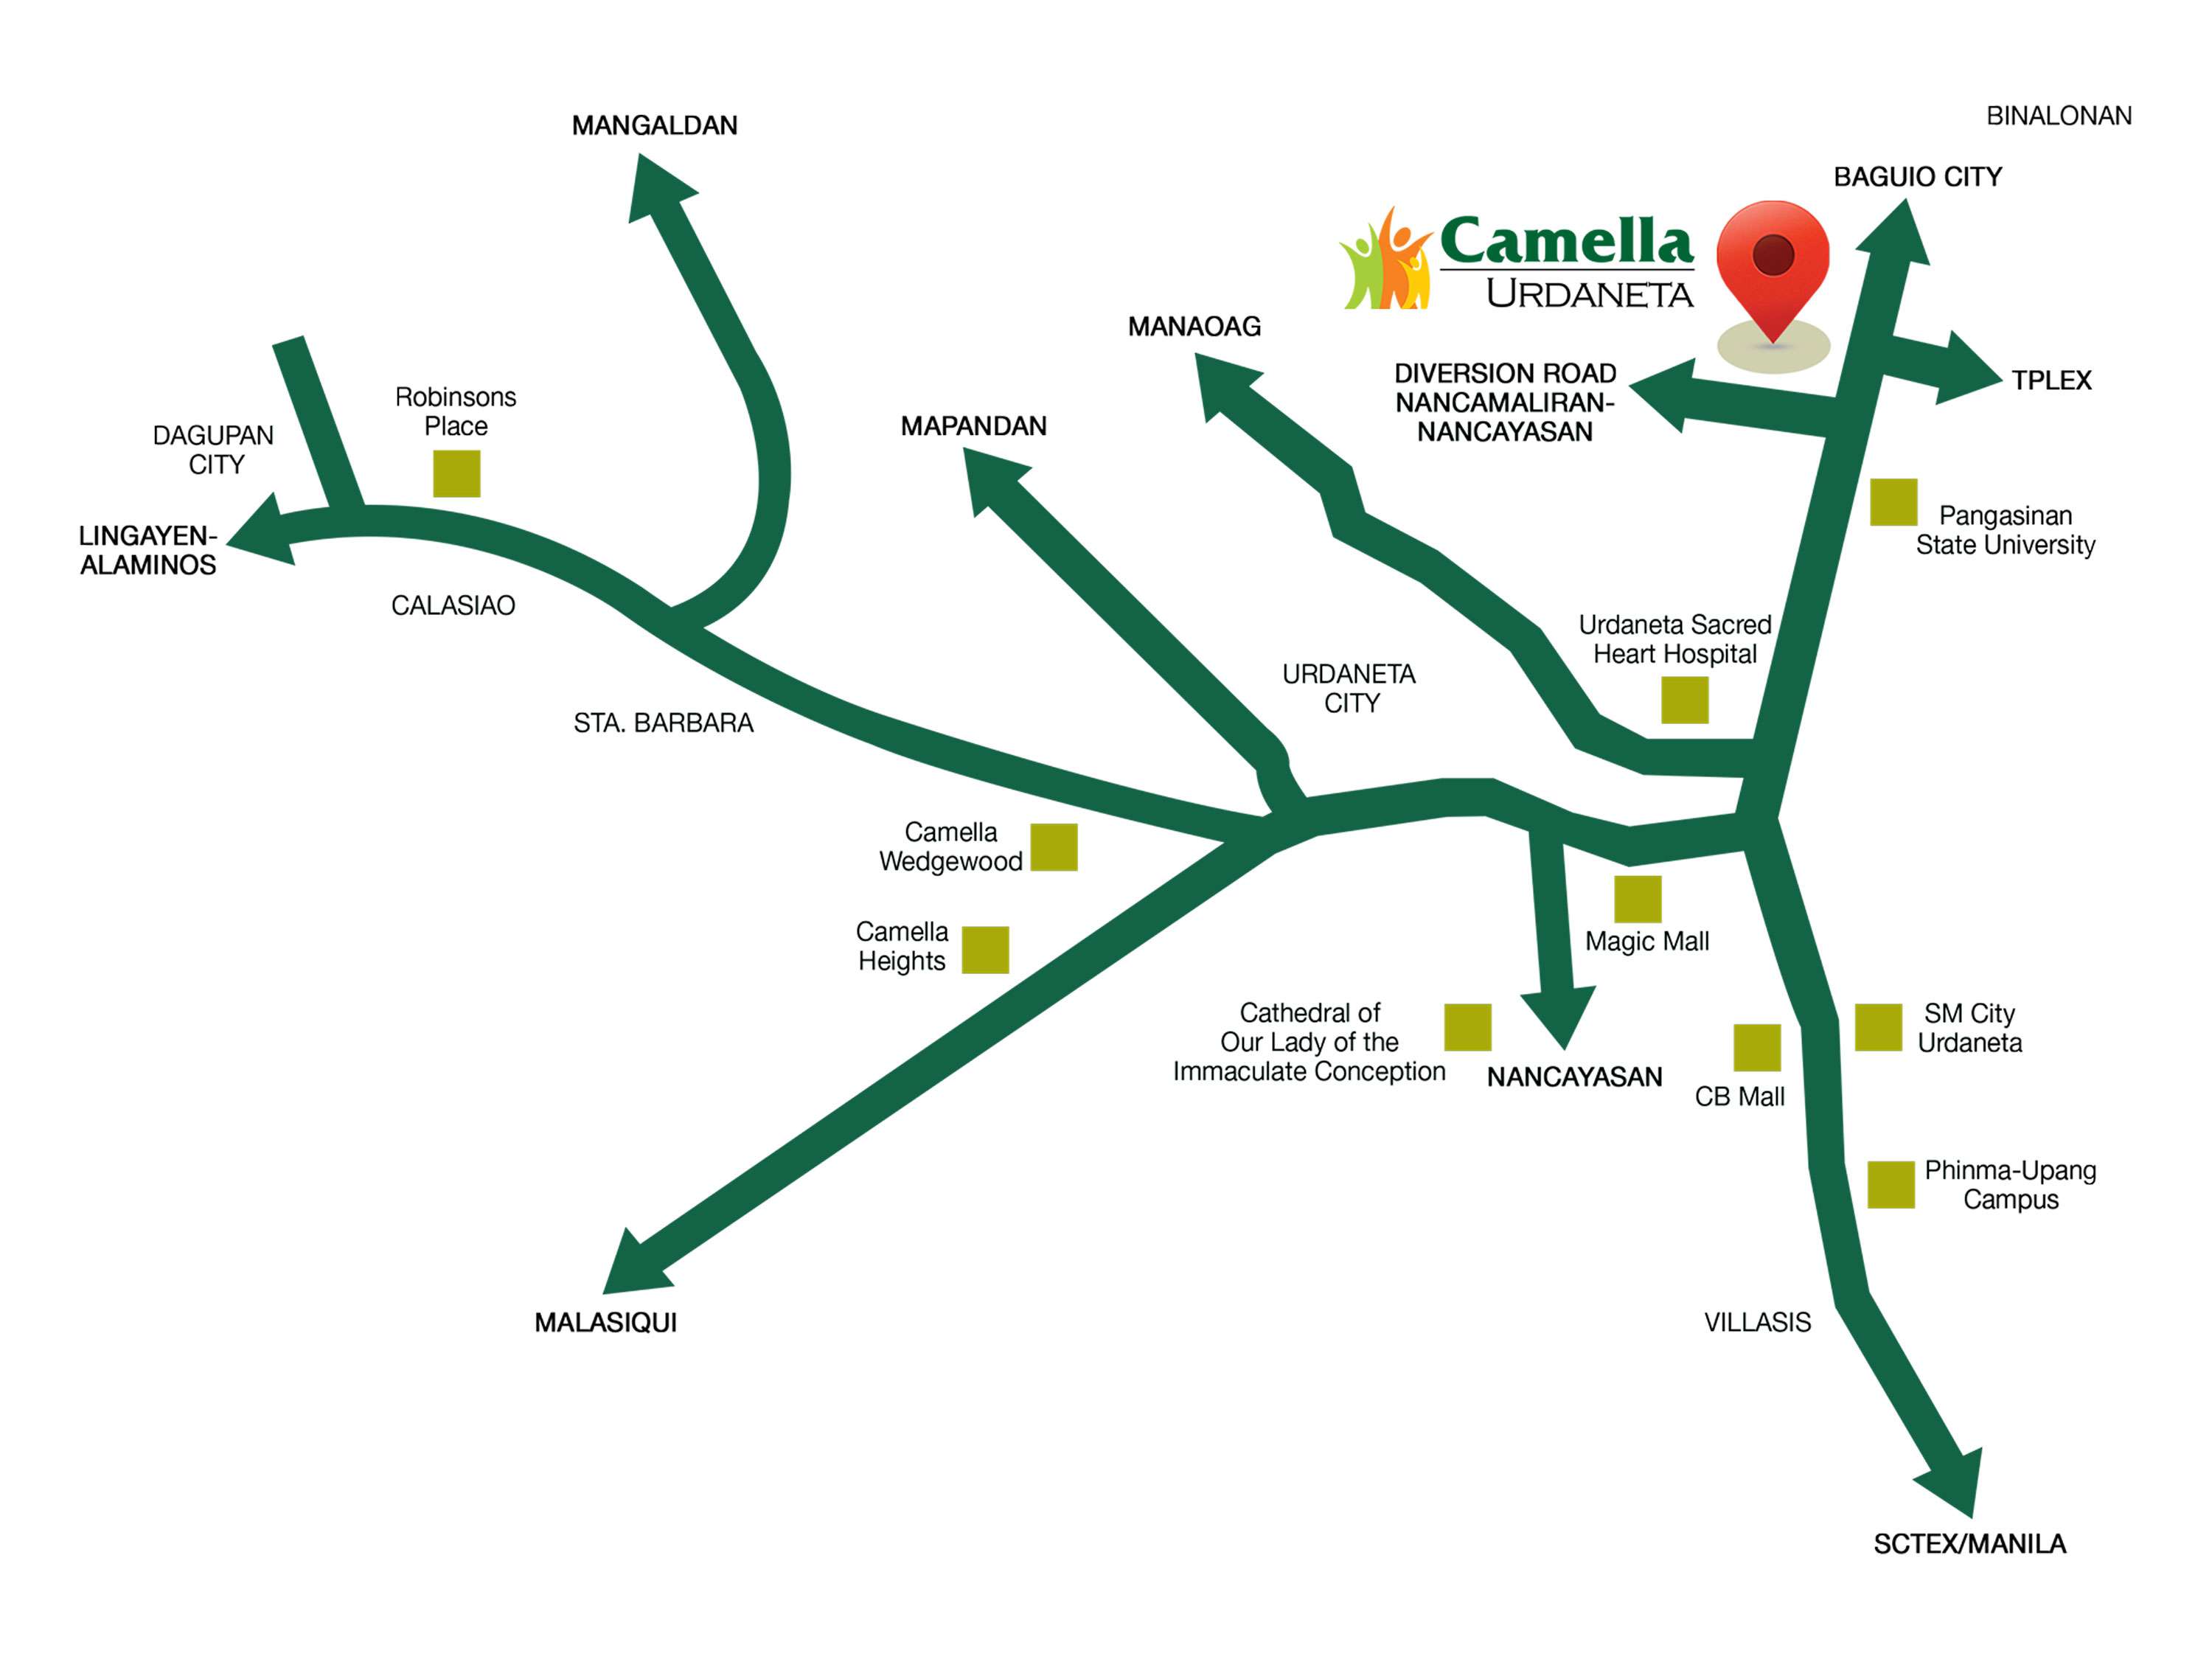 BINALONAN
MANGALDAN
BAGUIO CITY
Camella
URDANETA
MANAOAG
DIVERSION ROAD
NANCAMALIRAN-
NANCAYASAN
TPLEX
Robinsons
Place
DAGUPAN
CITY
MAPANDAN
LINGAYEN-
ALAMINOS
Pangasinan
State University
CALASIAO
Urdaneta Sacred
Heart Hospital
URDANETA
CITY
STA. BARBARA
Camella
Wedgewood
Camella
Heights
Magic Mall
Cathedral of
Our Lady of the
Immaculate Conception
NANCAYASAN
SM City
Urdaneta
CB Mall
Phinma-Upang
Campus
MALASIQUI
VILLASIS
SCTEX/MANILA